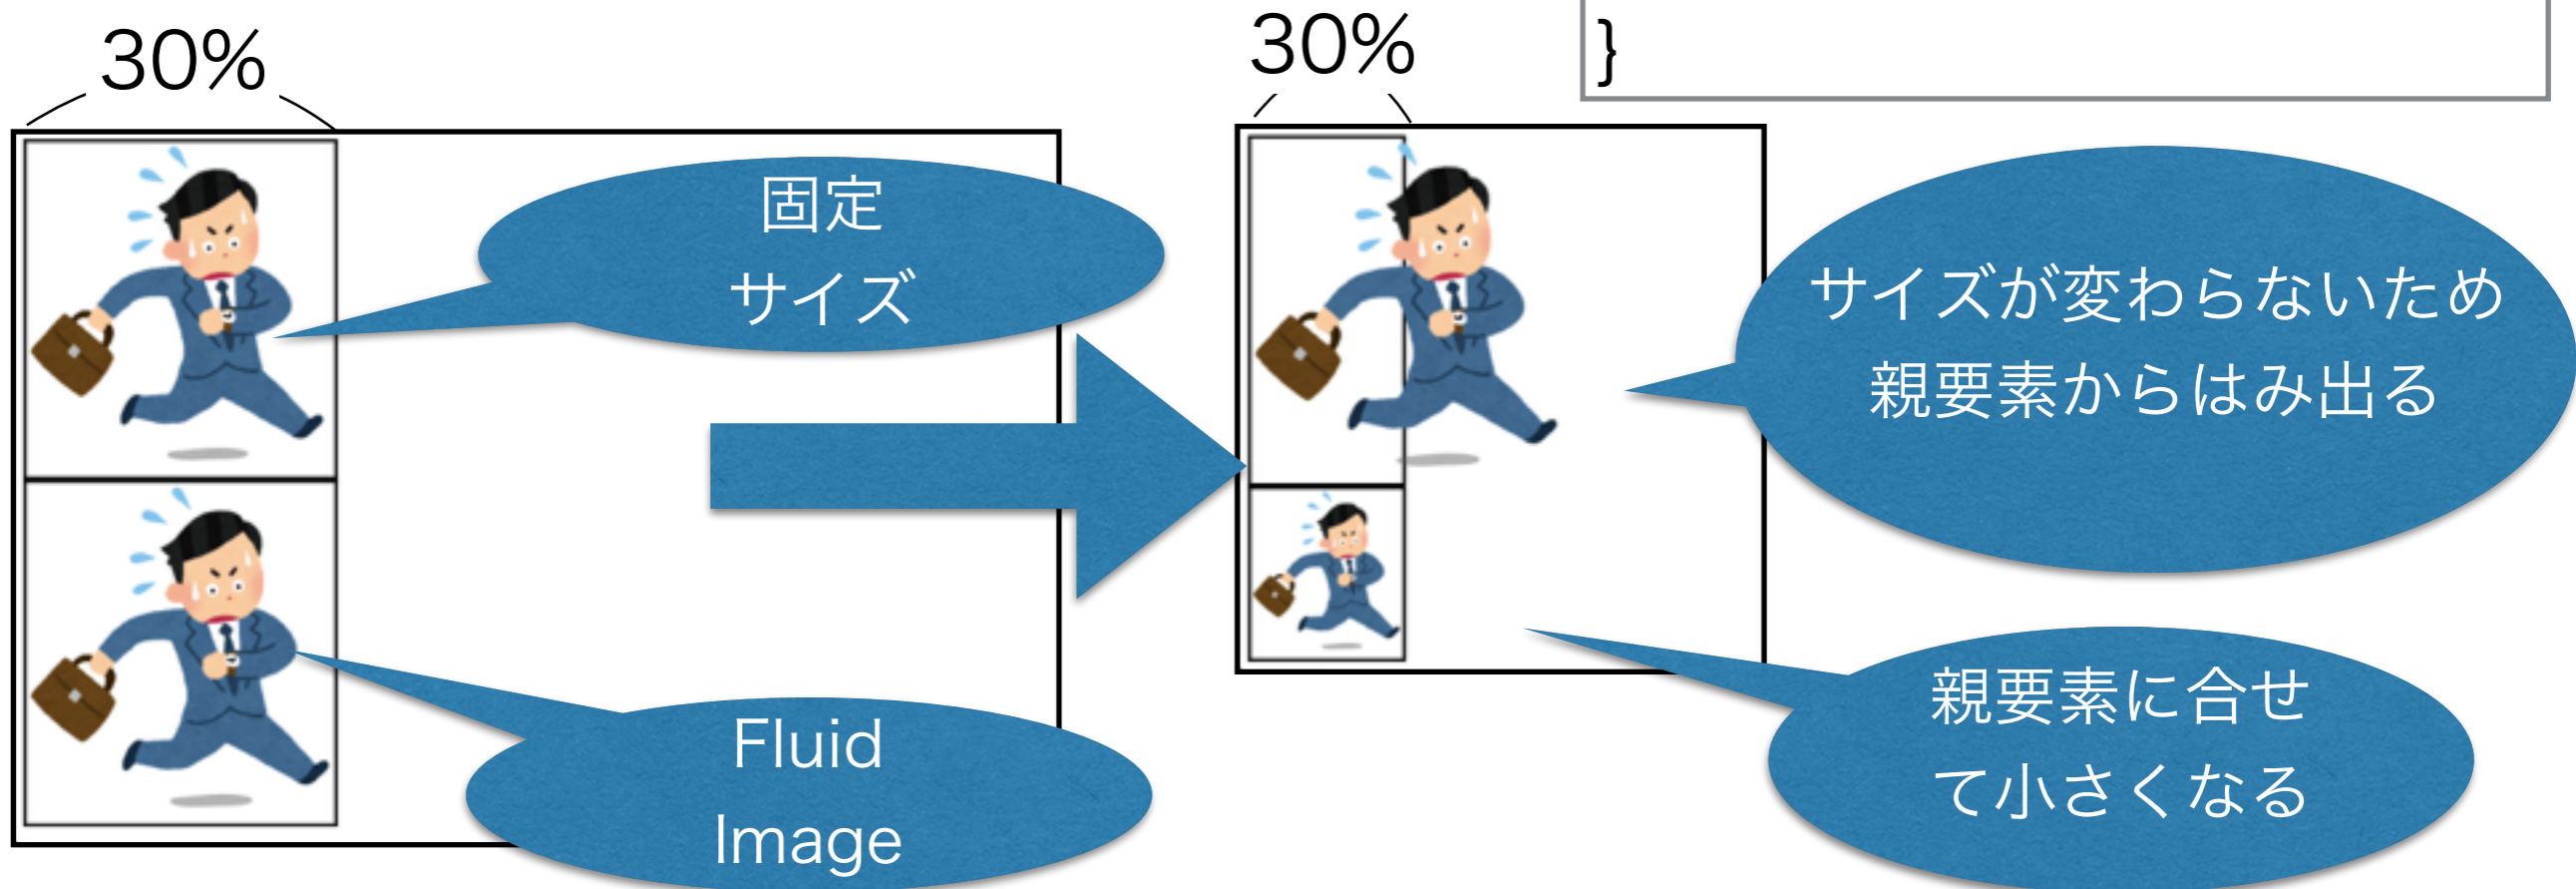 30%
30%
}
固定
サイズ
サイズが変わらないため
親要素からはみ出る
Fluid
Image
親要素に合せ
て小さくなる